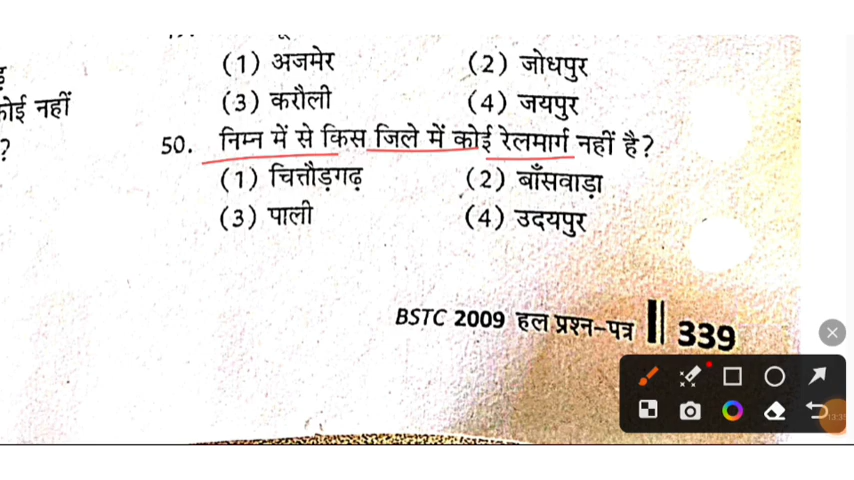 (1) अजमेर (2) जोधपुर
(3) करौली (4) जयपुर
कोई नहीं
50. निम्न में से किस जिले में कोई रेलमार्ग नहीं है?
?
(1) चित्तौड़गढ़ (2) बाँसवाड़ा
(3) पाली (4) उदयपुर
BSTC 2009 हल प्रश्न-पत्र || 339